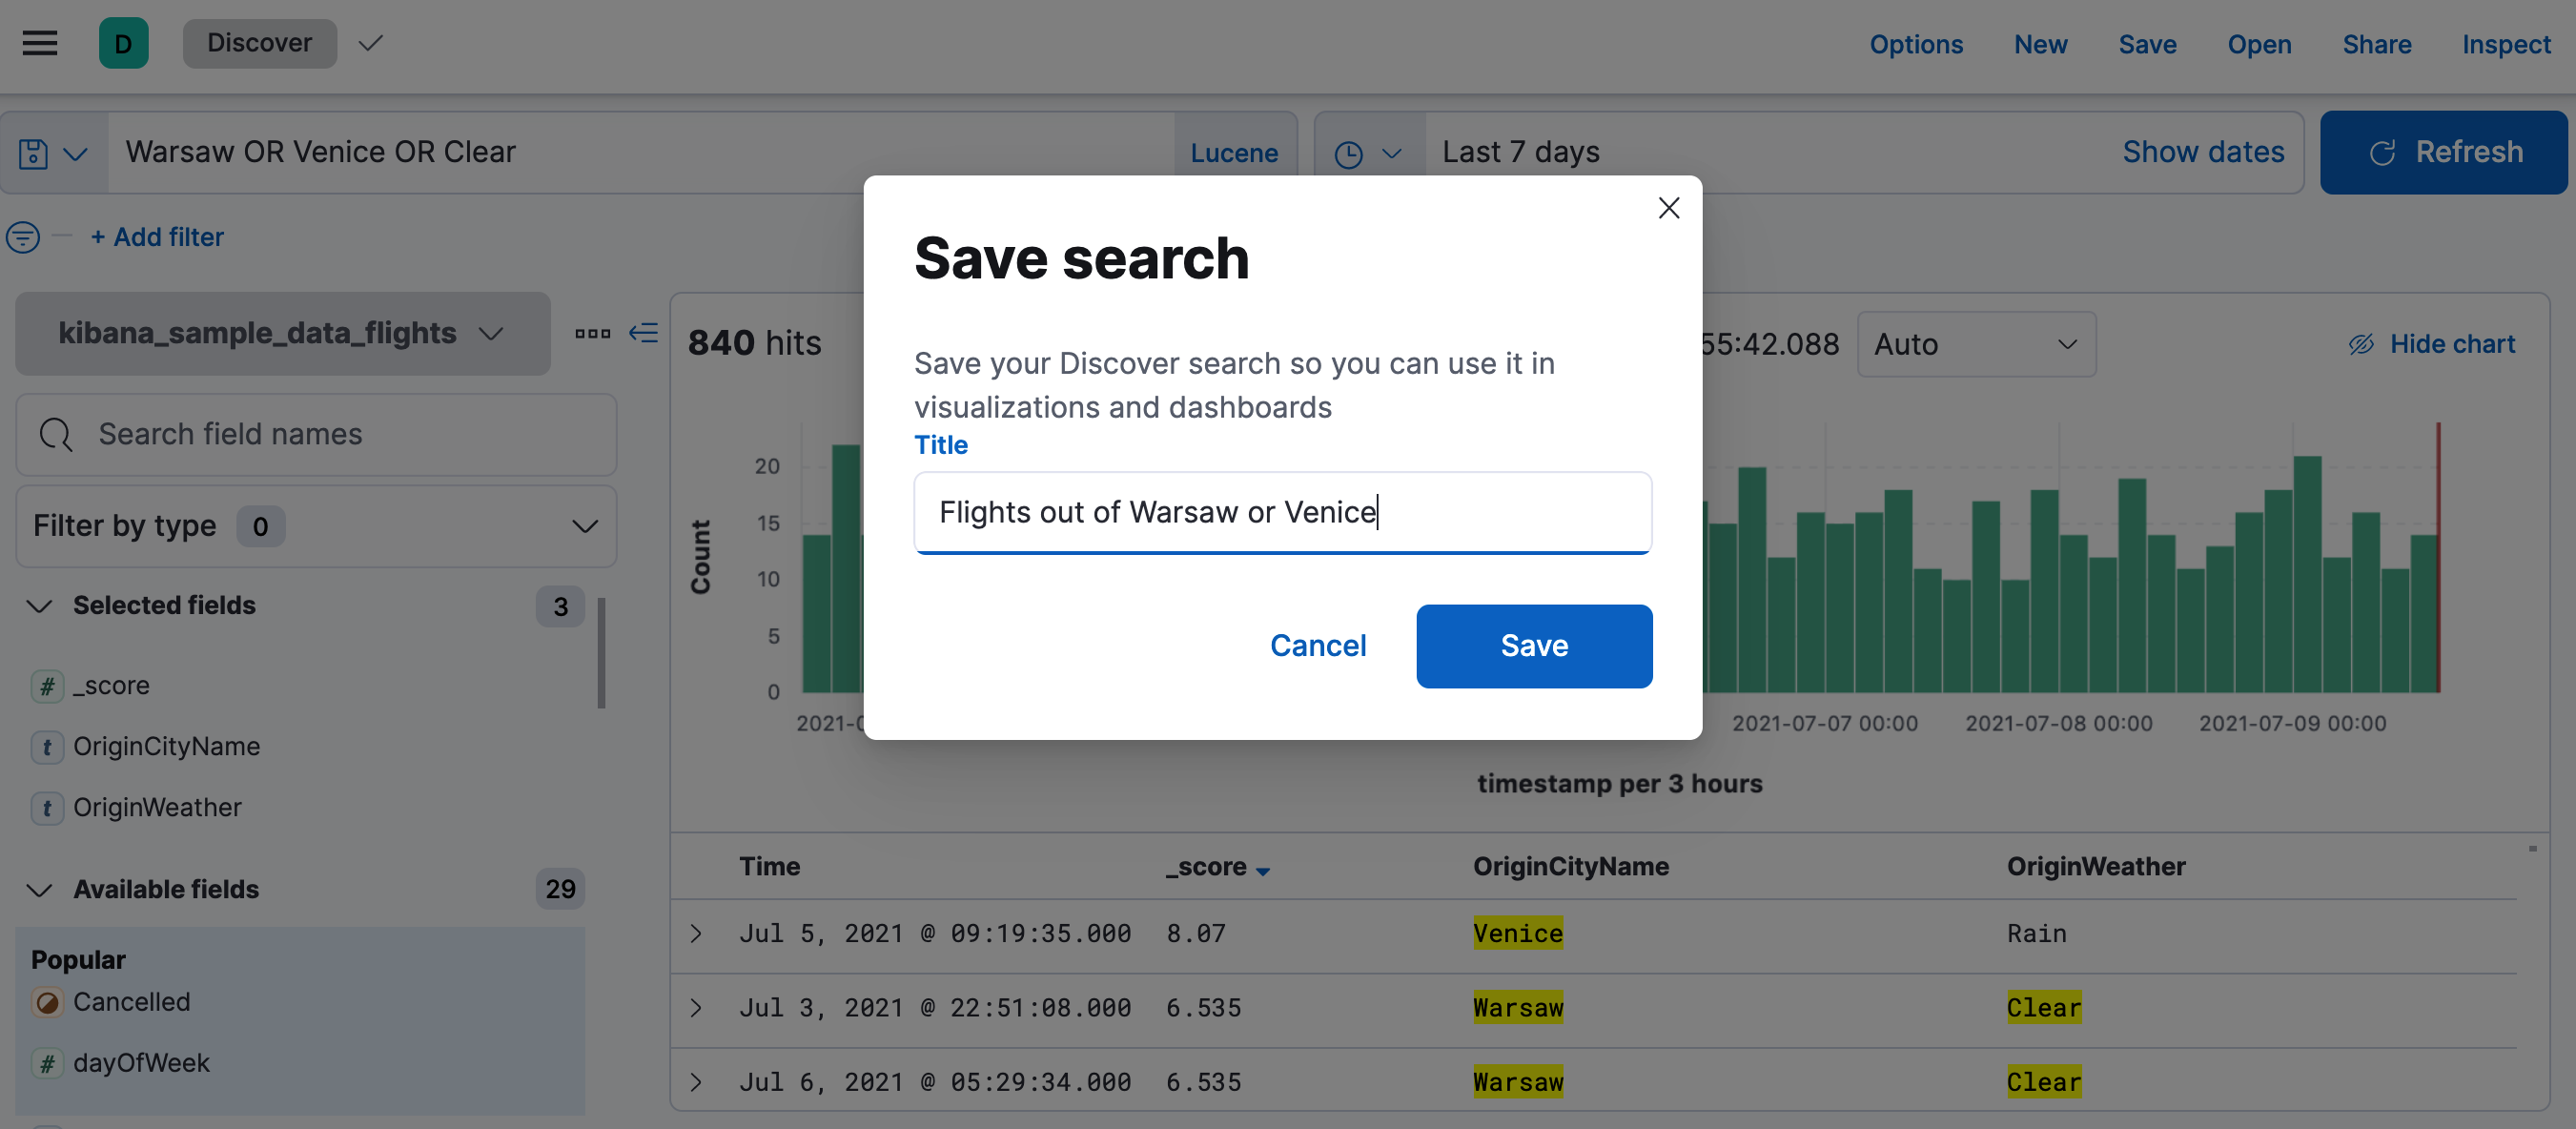 D Discover Options New Save Open Share Inspect
Warsaw OR Venice OR Clear Lucene Last 7 days Show dates Refresh
+ Add filter
Save search
Save your Discover search so you can use it in
visualizations and dashboards
Title
Flights out of Warsaw or Venice
Cancel Save
kibana_sample_data_flights
Search field names
Filter by type 0
Selected fields 3
# _score
t OriginCityName
t OriginWeather
Available fields 29
Popular
Cancelled
# dayOfWeek
840 hits 55:42.088 Auto Hide chart
Count
20
15
10
5
0
2021-0 2021-07-07 00:00 2021-07-08 00:00 2021-07-09 00:00
timestamp per 3 hours
Time _score OriginCityName OriginWeather
Jul 5, 2021 @ 09:19:35.000 8.07 Venice Rain
Jul 3, 2021 @ 22:51:08.000 6.535 Warsaw Clear
Jul 6, 2021 @ 05:29:34.000 6.535 Warsaw Clear